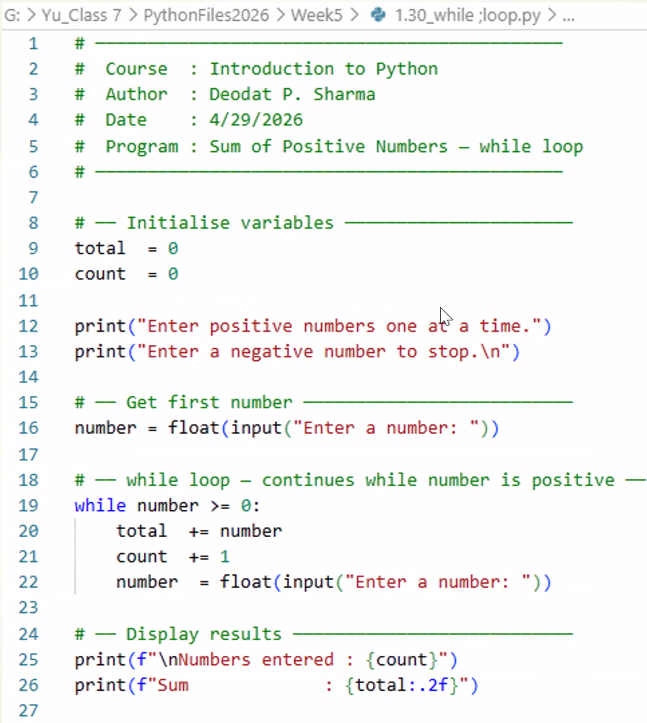 G: > Yu_Class 7 > PythonFiles2026 > Week5 > 1.30_while ;loop.py > ...
1 # ─────────────────────────────────────────────
2 #  Course  : Introduction to Python
3 #  Author  : Deodat P. Sharma
4 #  Date    : 4/29/2026
5 #  Program : Sum of Positive Numbers – while loop
6 # ─────────────────────────────────────────────
7
8 # ── Initialise variables ──────────────────────
9 total  = 0
10 count  = 0
11
12 print("Enter positive numbers one at a time.")
13 print("Enter a negative number to stop.\n")
14
15 # ── Get first number ──────────────────────────
16 number = float(input("Enter a number: "))
17
18 # ── while loop – continues while number is positive ──
19 while number >= 0:
20     total  += number
21     count  += 1
22     number  = float(input("Enter a number: "))
23
24 # ── Display results ───────────────────────────
25 print(f"\nNumbers entered : {count}")
26 print(f"Sum             : {total:.2f}")
27